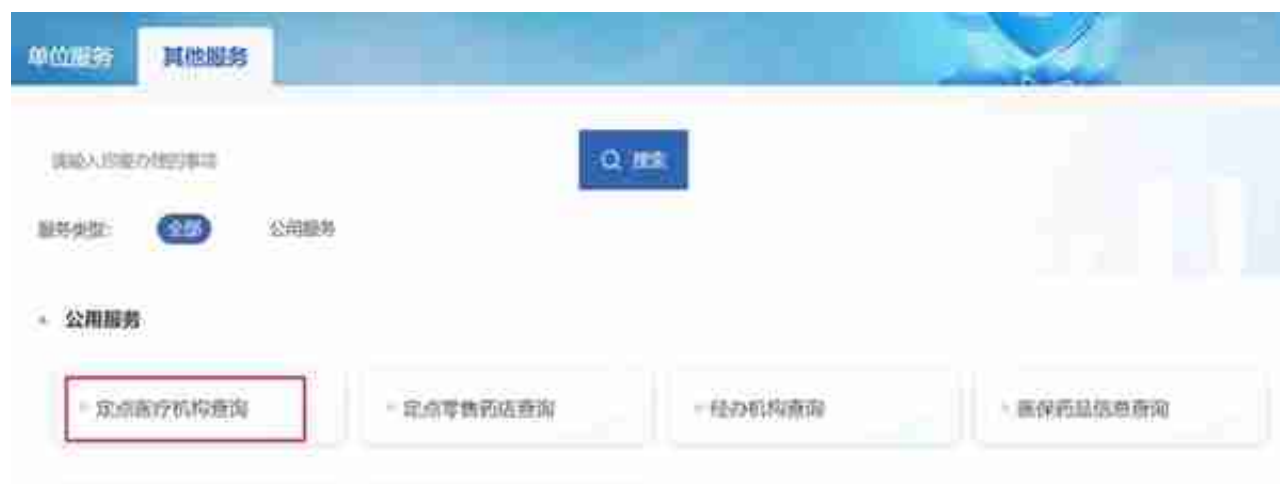 单位服务 其他服务
请输入您要办理的事项
搜索
服务类型: 全部 公用服务
公用服务
定点医疗机构查询 定点零售药店查询 经办机构查询 医保药品信息查询